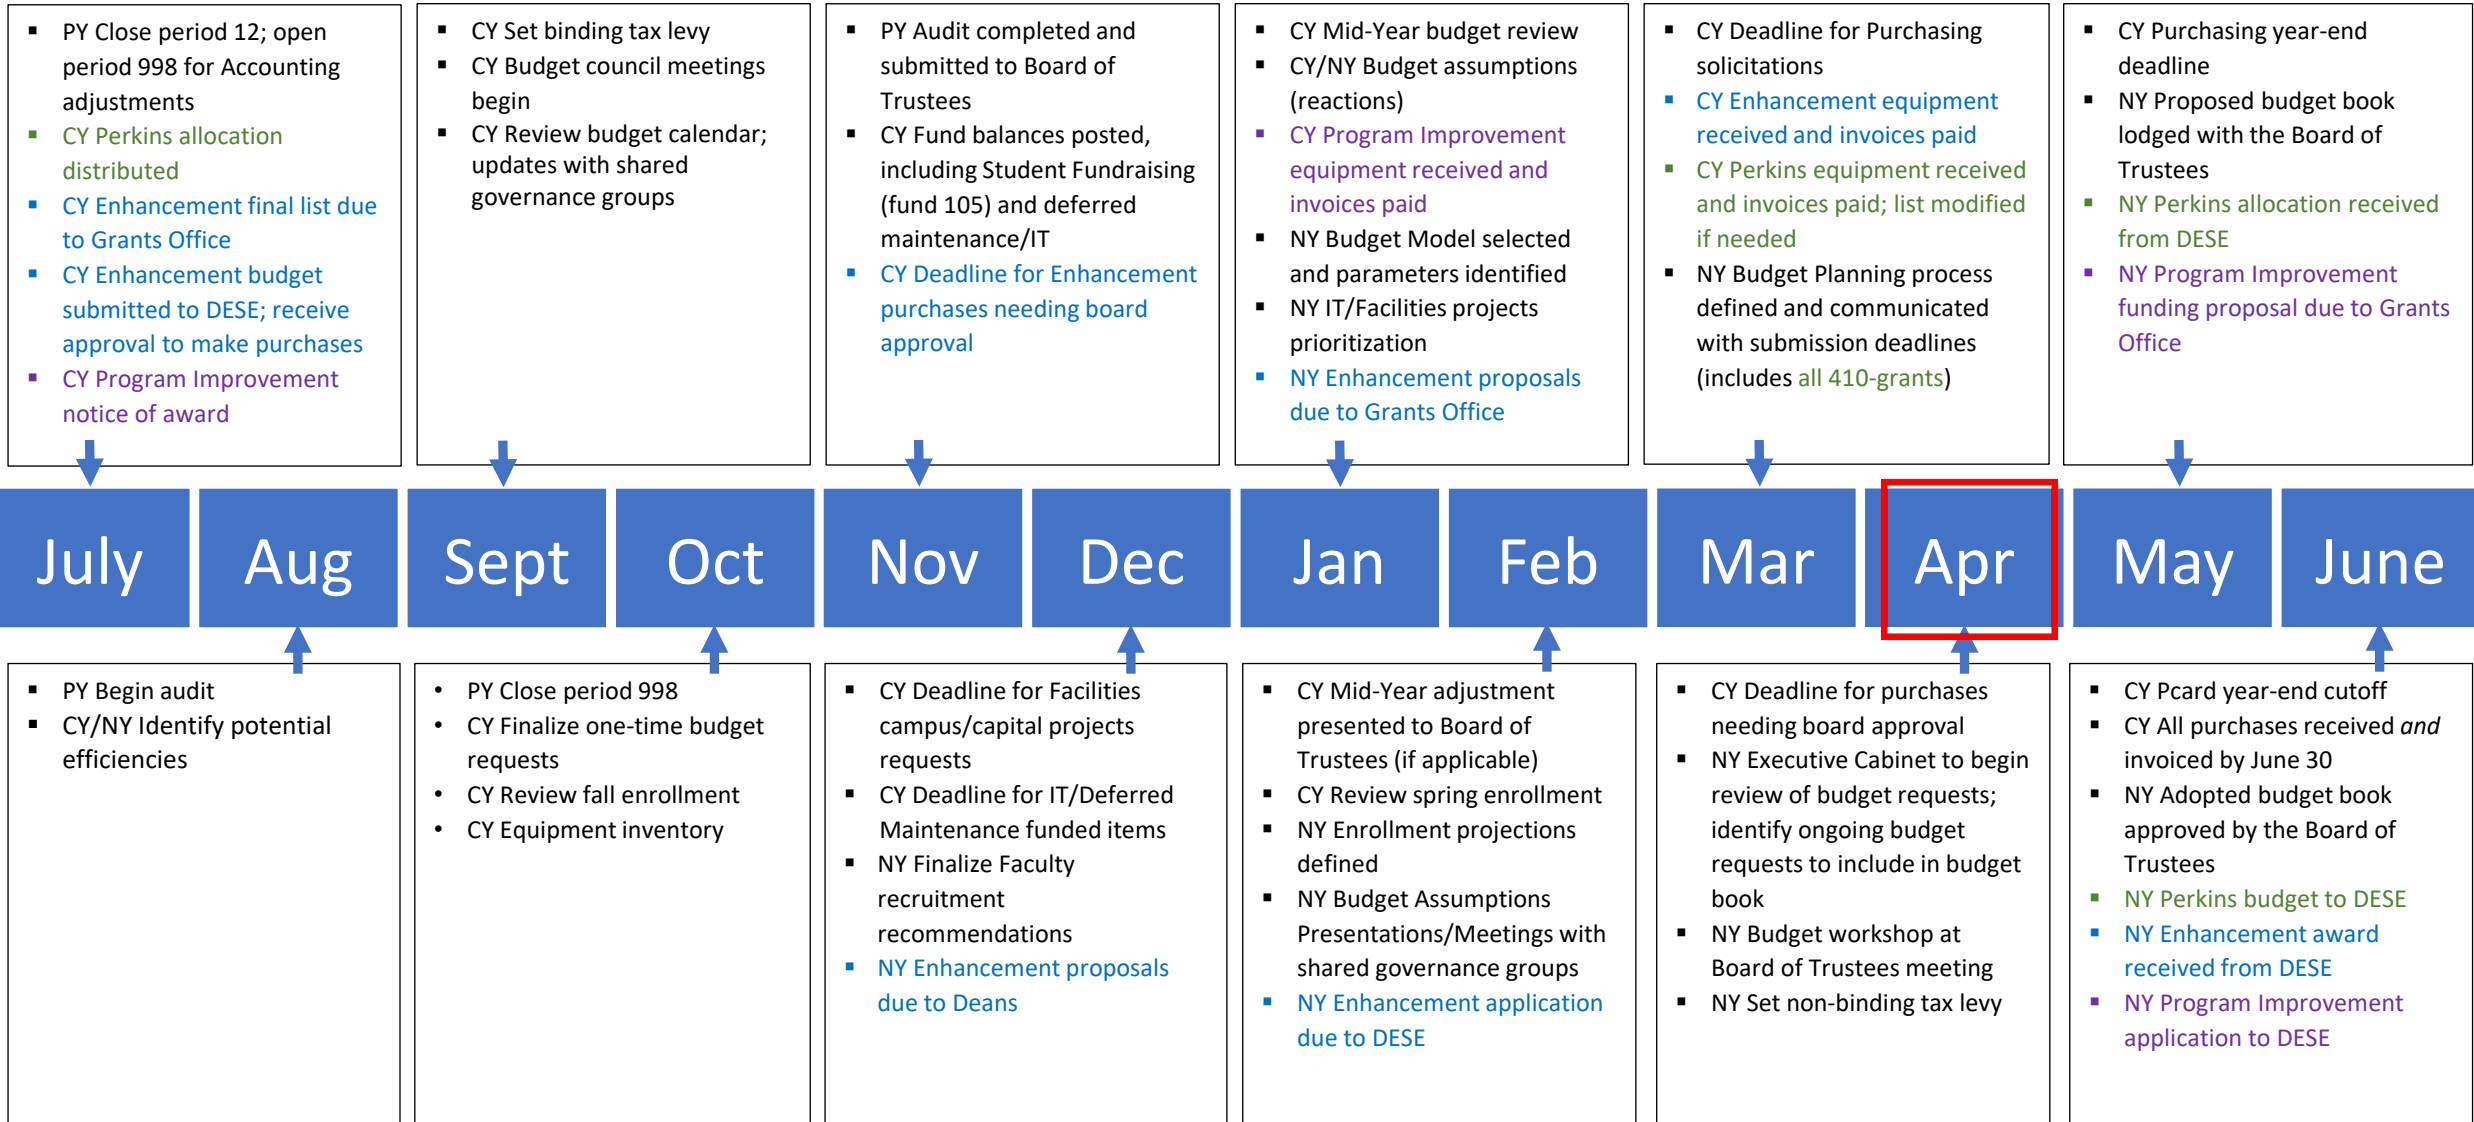 ▪ PY Close period 12; open
period 998 for Accounting
adjustments
▪ CY Perkins allocation
distributed
▪ CY Enhancement final list due
to Grants Office
▪ CY Enhancement budget
submitted to DESE; receive
approval to make purchases
▪ CY Program Improvement
notice of award
▪ CY Set binding tax levy
▪ CY Budget council meetings
begin
▪ CY Review budget calendar;
updates with shared
governance groups
▪ PY Audit completed and
submitted to Board of
Trustees
▪ CY Fund balances posted,
including Student Fundraising
(fund 105) and deferred
maintenance/IT
▪ CY Deadline for Enhancement
purchases needing board
approval
▪ CY Mid-Year budget review
▪ CY/NY Budget assumptions
(reactions)
▪ CY Program Improvement
equipment received and
invoices paid
▪ NY Budget Model selected
and parameters identified
▪ NY IT/Facilities projects
prioritization
▪ NY Enhancement proposals
due to Grants Office
▪ CY Deadline for Purchasing
solicitations
▪ CY Enhancement equipment
received and invoices paid
▪ CY Perkins equipment received
and invoices paid; list modified
if needed
▪ NY Budget Planning process
defined and communicated
with submission deadlines
(includes all 410-grants)
▪ CY Purchasing year-end
deadline
▪ NY Proposed budget book
lodged with the Board of
Trustees
▪ NY Perkins allocation received
from DESE
▪ NY Program Improvement
funding proposal due to Grants
Office
July Aug Sept Oct Nov Dec Jan Feb Mar Apr May June
▪ PY Begin audit
▪ CY/NY Identify potential
efficiencies
• PY Close period 998
• CY Finalize one-time budget
requests
• CY Review fall enrollment
• CY Equipment inventory
▪ CY Deadline for Facilities
campus/capital projects
requests
▪ CY Deadline for IT/Deferred
Maintenance funded items
▪ NY Finalize Faculty
recruitment
recommendations
▪ NY Enhancement proposals
due to Deans
▪ CY Mid-Year adjustment
presented to Board of
Trustees (if applicable)
▪ CY Review spring enrollment
▪ NY Enrollment projections
defined
▪ NY Budget Assumptions
Presentations/Meetings with
shared governance groups
▪ NY Enhancement application
due to DESE
▪ CY Deadline for purchases
needing board approval
▪ NY Executive Cabinet to begin
review of budget requests;
identify ongoing budget
requests to include in budget
book
▪ NY Budget workshop at
Board of Trustees meeting
▪ NY Set non-binding tax levy
▪ CY Pcard year-end cutoff
▪ CY All purchases received and
invoiced by June 30
▪ NY Adopted budget book
approved by the Board of
Trustees
▪ NY Perkins budget to DESE
▪ NY Enhancement award
received from DESE
▪ NY Program Improvement
application to DESE